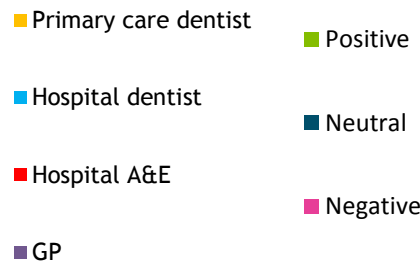 Primary care dentist
Hospital dentist
Hospital A&E
GP
Positive
Neutral
Negative